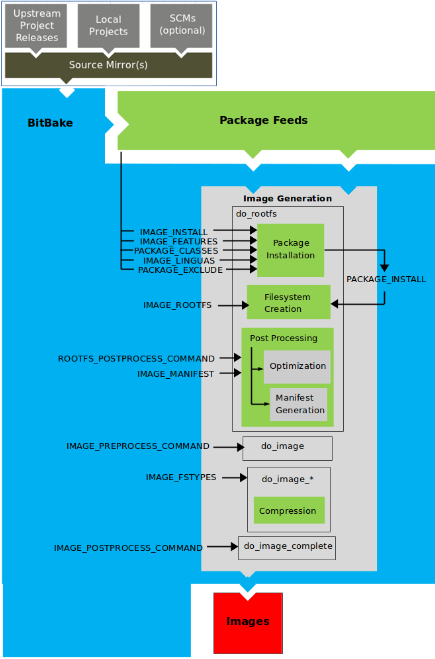 Upstream
Project
Releases
Local
Projects
SCMs
(optional)
Source Mirror(s)
BitBake
Package Feeds
Image Generation
do_rootfs
IMAGE_INSTALL
IMAGE_FEATURES
PACKAGE_CLASSES
IMAGE_LINGUAS
PACKAGE_EXCLUDE
Package
Installation
PACKAGE_INSTALL
IMAGE_ROOTFS
Filesystem
Creation
Post Processing
ROOTFS_POSTPROCESS_COMMAND
IMAGE_MANIFEST
Optimization
Manifest
Generation
IMAGE_PREPROCESS_COMMAND
do_image
IMAGE_FSTYPES
do_image_*
Compression
IMAGE_POSTPROCESS_COMMAND
do_image_complete
Images